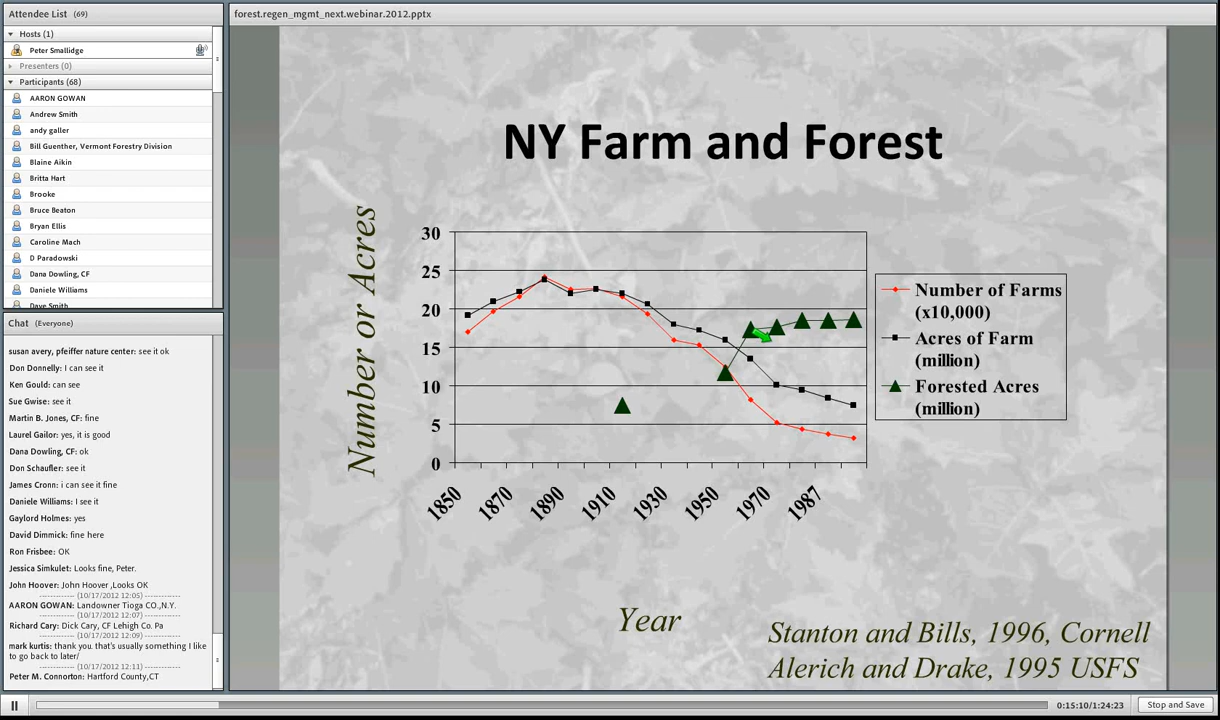 Attendee List (69)
Hosts (1)
Peter Smallidge
Presenters (0)
Participants (68)
AARON GOWAN
Andrew Smith
andy galler
Bill Guenther, Vermont Forestry Division
Blaine Aikin
Britta Hart
Brooke
Bruce Beaton
Bryan Ellis
Caroline Mach
D Paradowski
Dana Dowling, CF
Daniele Williams
Dave Smith
Chat (Everyone)
susan avery, pfeiffer nature center: see it ok
Don Donnelly: I can see it
Ken Gould: can see
Sue Gwise: see it
Martin B. Jones, CF: fine
Laurel Gailor: yes, it is good
Dana Dowling, CF: ok
Don Schaufler: see it
James Cronn: i can see it fine
Daniele Williams: I see it
Gaylord Holmes: yes
David Dimmick: fine here
Ron Frisbee: OK
Jessica Simkulet: Looks fine, Peter.
John Hoover: John Hoover ,Looks OK
------------- (10/17/2012 12:05) -------------
AARON GOWAN: Landowner Tioga CO.,N.Y.
------------- (10/17/2012 12:07) -------------
Richard Cary: Dick Cary, CF Lehigh Co. Pa
------------- (10/17/2012 12:09) -------------
mark kurtis: thank you. that's usually something I like
to go back to later/
------------- (10/17/2012 12:11) -------------
Peter M. Connorton: Hartford County,CT
forest.regen_mgmt_next.webinar.2012.pptx
NY Farm and Forest
Number or Acres
30
25
20
15
10
5
0
1850
1870
1890
1910
1930
1950
1970
1987
Year
Number of Farms
(x10,000)
Acres of Farm
(million)
Forested Acres
(million)
Stanton and Bills, 1996, Cornell
Alerich and Drake, 1995 USFS
0:15:10/1:24:23
Stop and Save